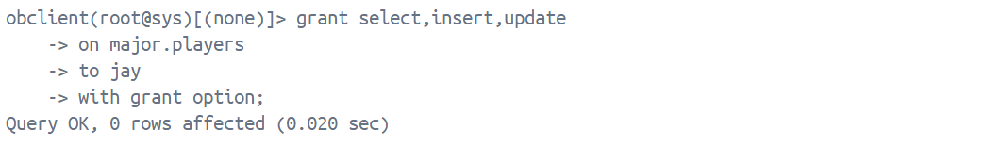 obclient(root@sys)[(none)]> grant select,insert,update
-> on major.players
-> to jay
-> with grant option;
Query OK, 0 rows affected (0.020 sec)